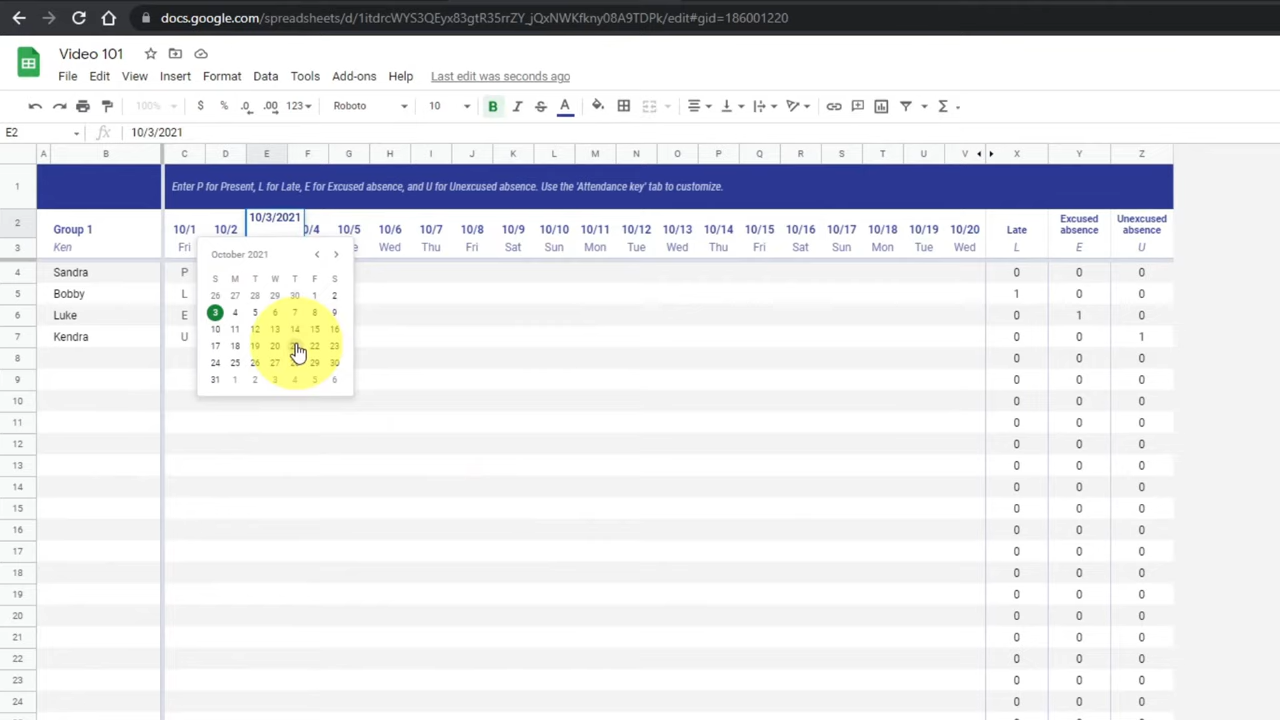 docs.google.com/spreadsheets/d/1itdrcWYS3QEyx83gtR35rrZY_jQxNWKfkny08A9TDPk/edit#gid=186001220
Video 101
File Edit View Insert Format Data Tools Add-ons Help Last edit was seconds ago
100% $ % .0 .00 123 Roboto 10 B I S A Σ
E2 fx 10/3/2021
A B C D E F G H I J K L M N O P Q R S T U V X Y Z
1 Enter P for Present, L for Late, E for Excused absence, and U for Unexcused absence. Use the 'Attendance key' tab to customize.
2 Group 1 10/1 10/2 10/3/2021 0/4 10/5 10/6 10/7 10/8 10/9 10/10 10/11 10/12 10/13 10/14 10/15 10/16 10/17 10/18 10/19 10/20 Late Excused absence Unexcused absence
3 Ken Fri e Wed Thu Fri Sat Sun Mon Tue Wed Thu Fri Sat Sun Mon Tue Wed L E U
4 Sandra P 0 0 0
5 Bobby L 1 0 0
6 Luke E 0 1 0
7 Kendra U 0 0 1
8 0 0 0
9 0 0 0
10 0 0 0
11 0 0 0
12 0 0 0
13 0 0 0
14 0 0 0
15 0 0 0
16 0 0 0
17 0 0 0
18 0 0 0
19 0 0 0
20 0 0 0
21 0 0 0
22 0 0 0
23 0 0 0
24 0 0 0
October 2021
S M T W T F S
26 27 28 29 30 1 2
3 4 5 6 7 8 9
10 11 12 13 14 15 16
17 18 19 20 22 23
24 25 26 27 29 30
31 1 2 3 4 5 6